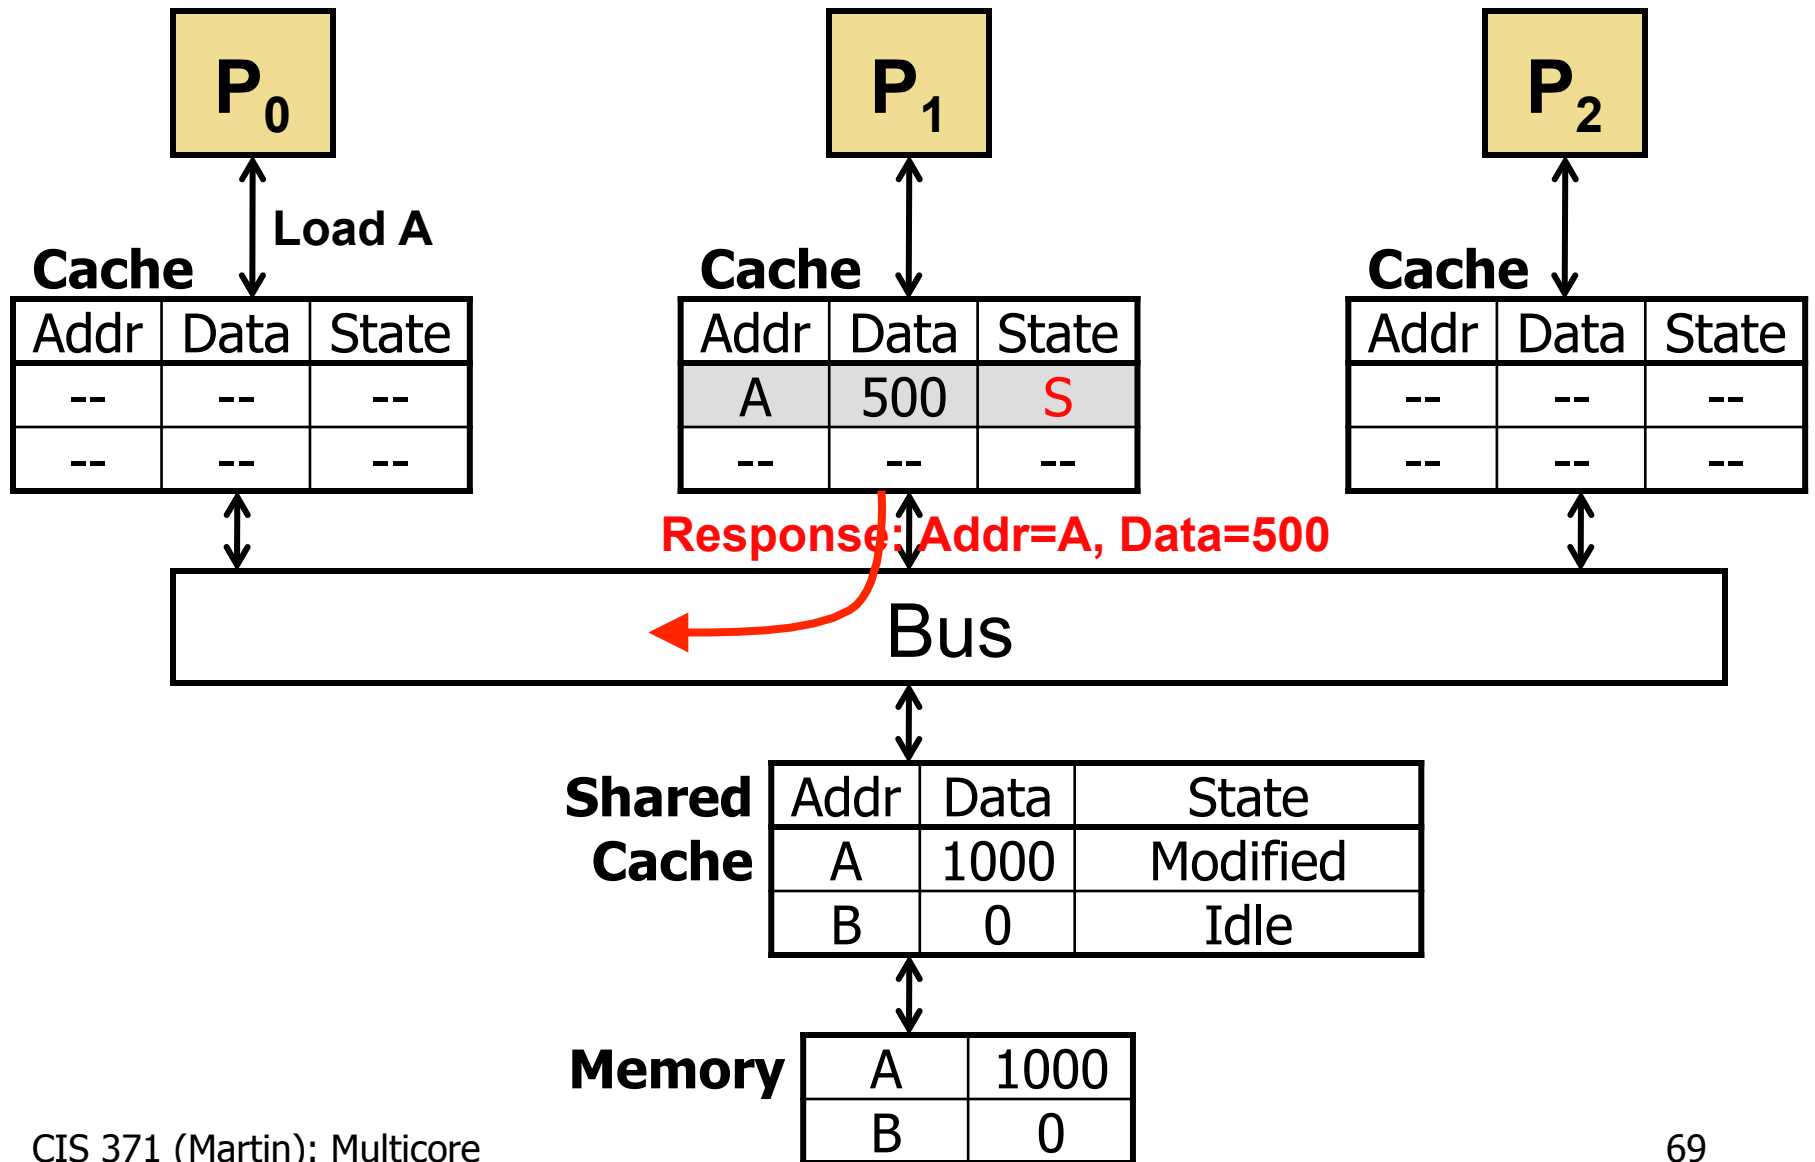 P0 P1 P2
Load A
Cache Cache Cache
Addr Data State Addr Data State Addr Data State
-- -- -- A 500 S -- -- --
-- -- -- -- -- -- -- -- --
Response: Addr=A, Data=500
Bus
Shared Addr Data State
Cache A 1000 Modified
B 0 Idle
Memory A 1000
B 0
CIS 371 (Martin): Multicore 69